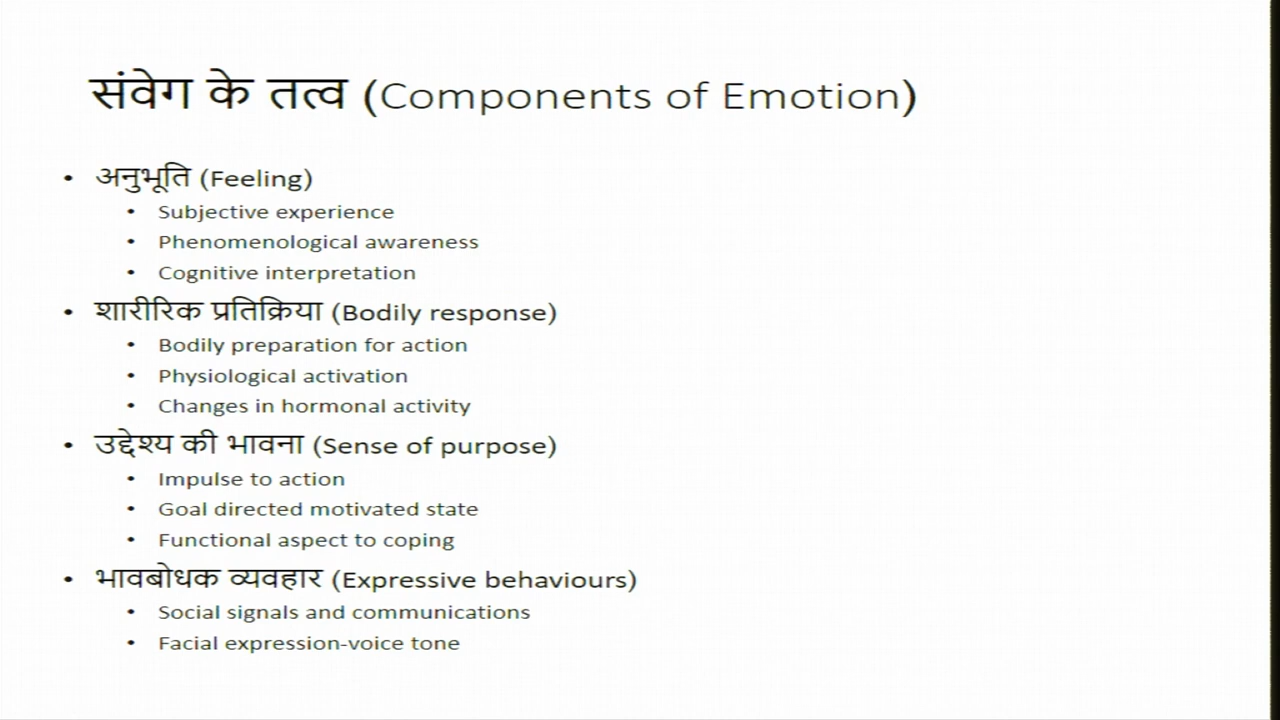 संवेग के तत्व (Components of Emotion)
• अनुभूति (Feeling)
• Subjective experience
• Phenomenological awareness
• Cognitive interpretation
• शारीरिक प्रतिक्रिया (Bodily response)
• Bodily preparation for action
• Physiological activation
• Changes in hormonal activity
• उद्देश्य की भावना (Sense of purpose)
• Impulse to action
• Goal directed motivated state
• Functional aspect to coping
• भावबोधक व्यवहार (Expressive behaviours)
• Social signals and communications
• Facial expression-voice tone